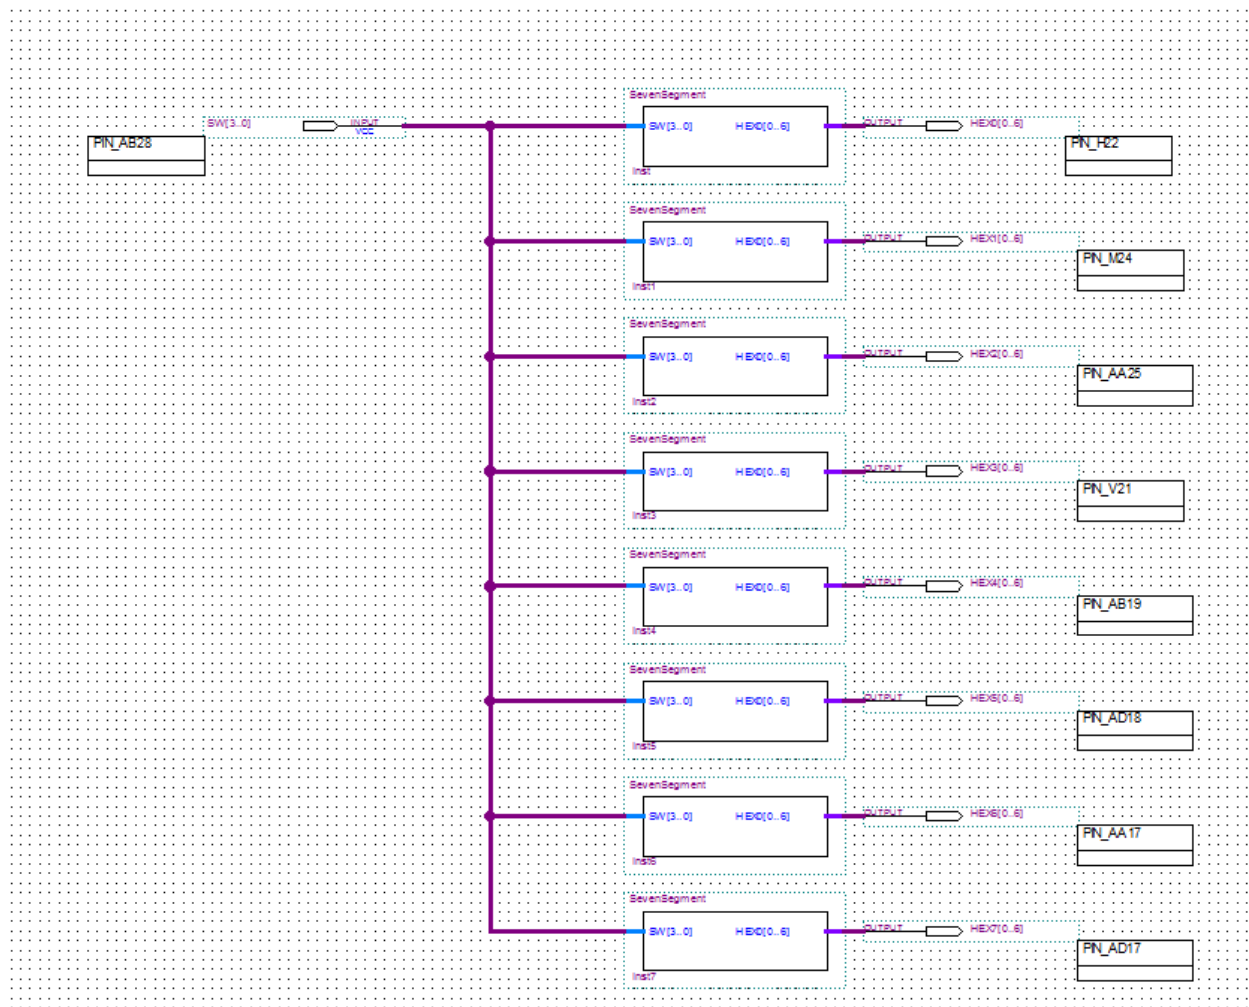 SevenSegment
SW[3..0] INPUT VCC SW[3..0] HEX0[0..6] OUTPUT HEX0[0..6]
PIN_AB28 PIN_H22
inst
SevenSegment
SW[3..0] HEX0[0..6] OUTPUT HEX1[0..6]
PIN_M24
inst1
SevenSegment
SW[3..0] HEX0[0..6] OUTPUT HEX2[0..6]
PIN_AA25
inst2
SevenSegment
SW[3..0] HEX0[0..6] OUTPUT HEX3[0..6]
PIN_V21
inst3
SevenSegment
SW[3..0] HEX0[0..6] OUTPUT HEX4[0..6]
PIN_AB19
inst4
SevenSegment
SW[3..0] HEX0[0..6] OUTPUT HEX5[0..6]
PIN_AD18
inst5
SevenSegment
SW[3..0] HEX0[0..6] OUTPUT HEX6[0..6]
PIN_AA17
inst6
SevenSegment
SW[3..0] HEX0[0..6] OUTPUT HEX7[0..6]
PIN_AD17
inst7